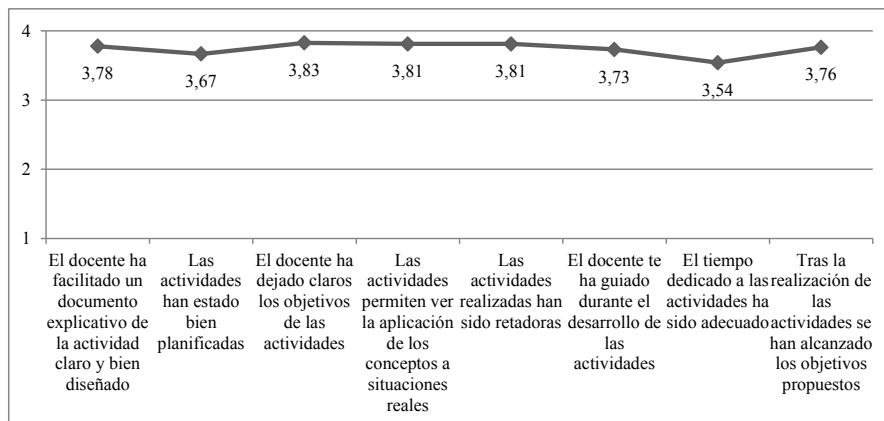 4
3
2
1
3,78
3,67
3,83
3,81
3,81
3,73
3,54
3,76
El docente ha
facilitado un
documento
explicativo de
la actividad
claro y bien
diseñado
Las
actividades
han estado
bien
planificadas
El docente ha
dejado claros
los objetivos
de las
actividades
Las
actividades
permiten ver
la aplicación
de los
conceptos a
situaciones
reales
Las
actividades
realizadas han
sido retadoras
El docente te
ha guiado
durante el
desarrollo de
las
actividades
El tiempo
dedicado a las
actividades ha
sido adecuado
Tras la
realización de
las
actividades se
han alcanzado
los objetivos
propuestos